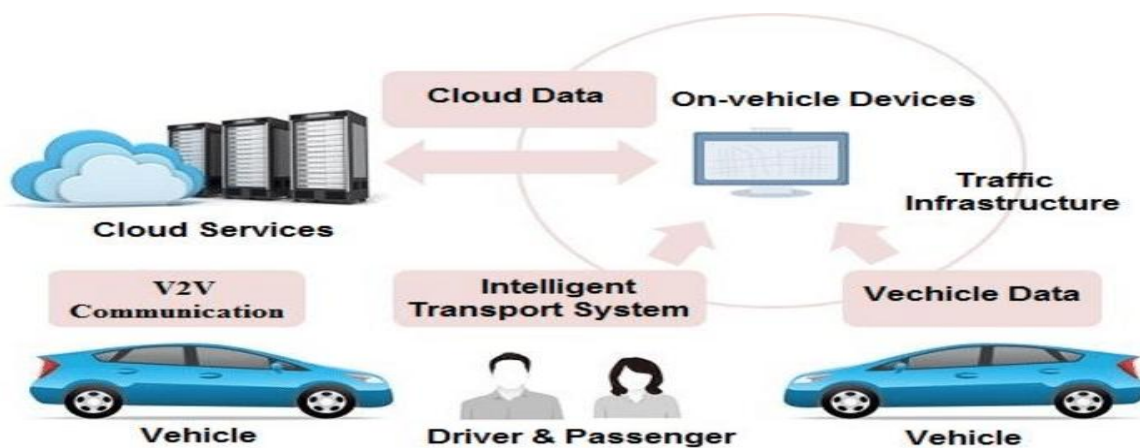 Cloud Data
On-vehicle Devices
Traffic
Infrastructure
Cloud Services
V2V
Communication
Intelligent
Transport System
Vechicle Data
Vehicle
Driver & Passenger
Vehicle